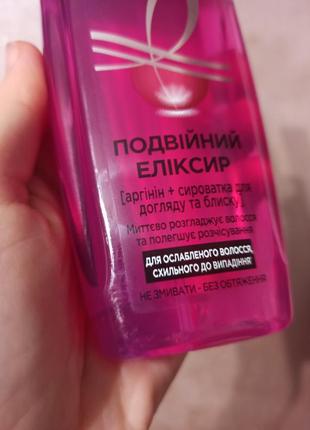 ПОДВІЙНИЙ
ЕЛІКСИР
[аргінін + сироватка для
догляду та блиску]
Миттєво розгладжує волосся
та полегшує розчісування
ДЛЯ ОСЛАБЛЕНОГО ВОЛОССЯ,
СХИЛЬНОГО ДО ВИПАДІННЯ
НЕ ЗМИВАТИ - БЕЗ ОБТЯЖЕННЯ